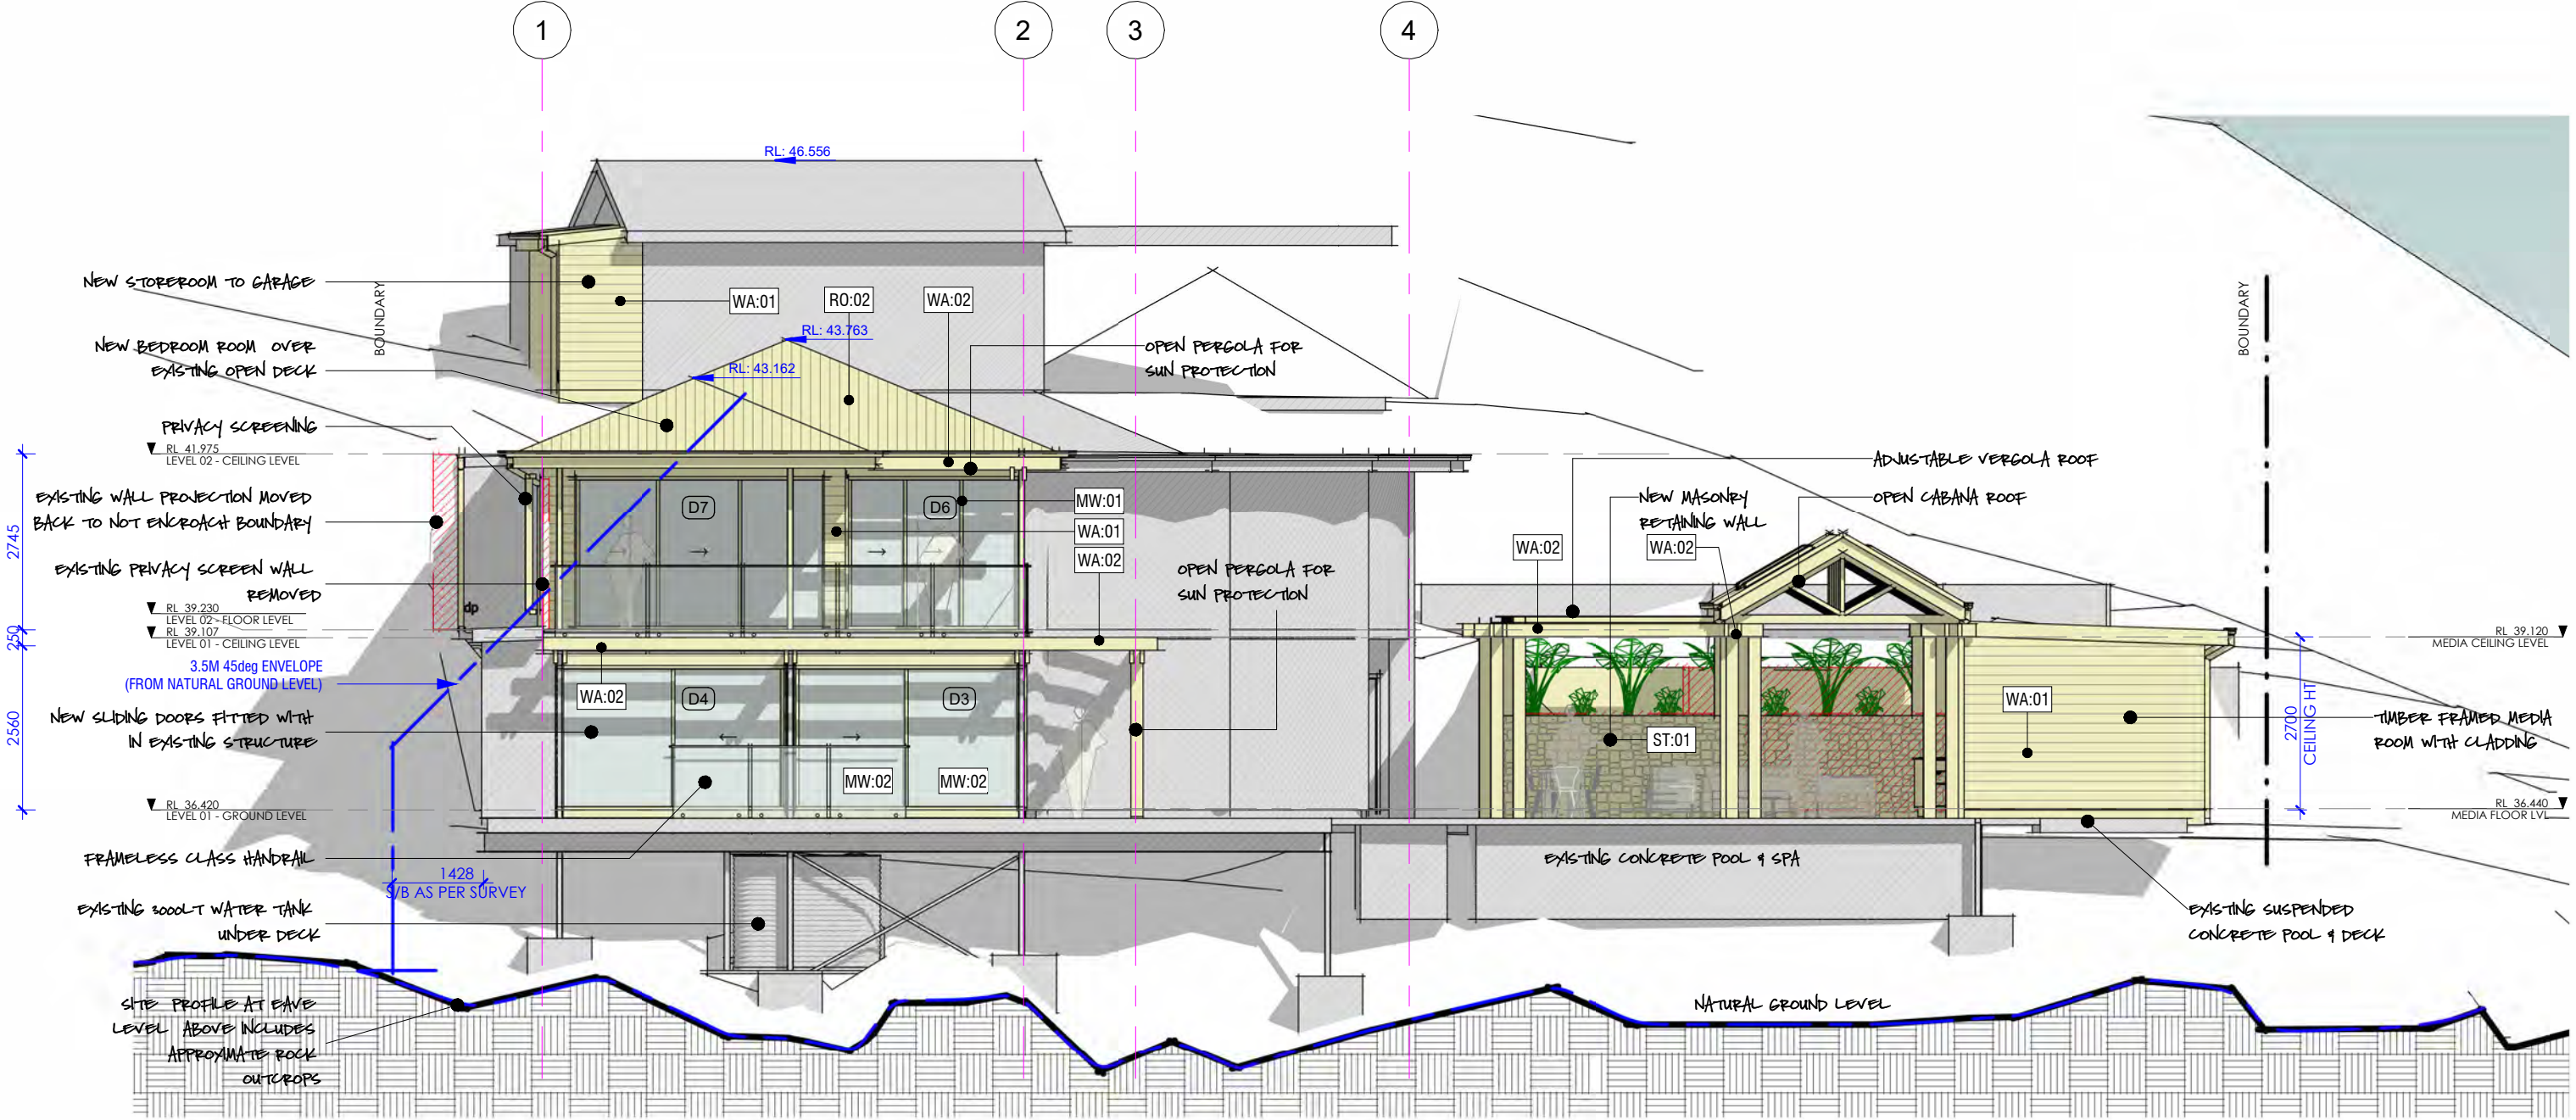 1
2
3
4
RL: 46.556
NEW STOREROOM TO GARAGE
BOUNDARY
WA:01
RO:02
WA:02
RL: 43.763
RL: 43.162
NEW BEDROOM ROOM OVER
EXISTING OPEN DECK
OPEN PERGOLA FOR
SUN PROTECTION
BOUNDARY
PRIVACY SCREENING
RL 41.975
LEVEL 02 - CEILING LEVEL
EXISTING WALL PROJECTION MOVED
BACK TO NOT ENCROACH BOUNDARY
2745
D7
D6
MW:01
WA:01
WA:02
EXISTING PRIVACY SCREEN WALL
REMOVED
dp
RL 39.230
LEVEL 02 - FLOOR LEVEL
RL 39.107
LEVEL 01 - CEILING LEVEL
250
OPEN PERGOLA FOR
SUN PROTECTION
ADJUSTABLE VERGOLA ROOF
OPEN CABANA ROOF
NEW MASONRY
RETAINING WALL
WA:02
WA:02
RL 39.120
MEDIA CEILING LEVEL
3.5M 45deg ENVELOPE
(FROM NATURAL GROUND LEVEL)
WA:02
D4
D3
WA:01
NEW SLIDING DOORS FITTED WITH
IN EXISTING STRUCTURE
2560
MW:02
MW:02
ST:01
2700
CEILING HT
TIMBER FRAMED MEDIA
ROOM WITH CLADDING
RL 36.420
LEVEL 01 - GROUND LEVEL
RL 36.440
MEDIA FLOOR LVL
FRAMELESS CLASS HANDRAIL
1428
S/B AS PER SURVEY
EXISTING CONCRETE POOL & SPA
EXISTING 3000LT WATER TANK
UNDER DECK
EXISTING SUSPENDED
CONCRETE POOL & DECK
SITE PROFILE AT EAVE
LEVEL ABOVE INCLUDES
APPROXIMATE ROCK
OUTCROPS
NATURAL GROUND LEVEL